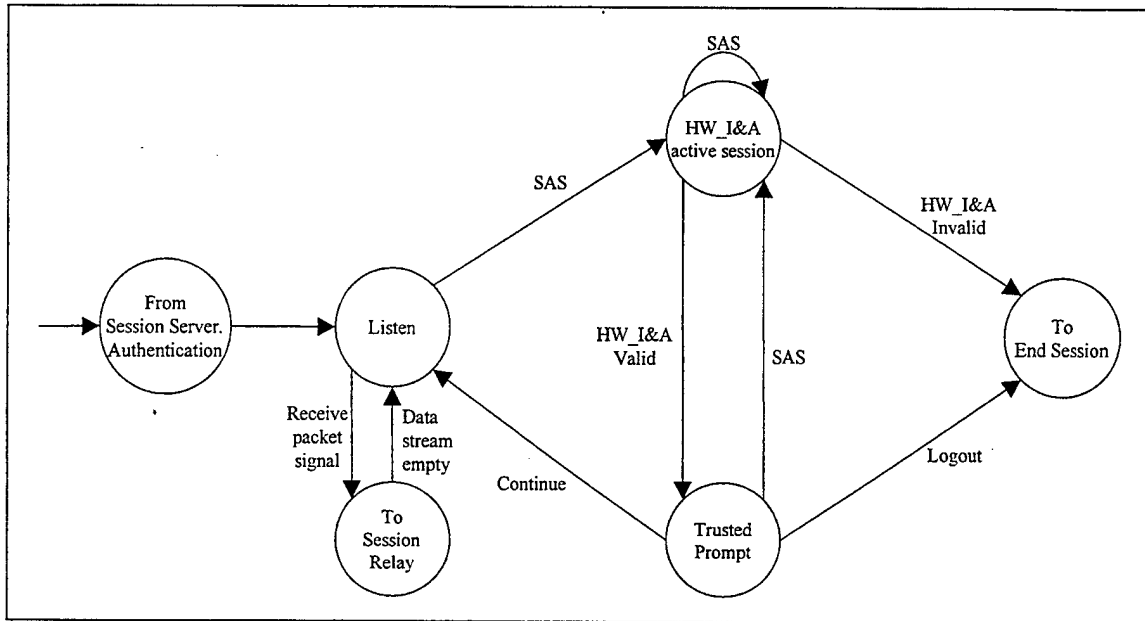 SAS
HW_I&A
active session
SAS
HW_I&A
Invalid
From
Session Server.
Authentication
Listen
HW_I&A
Valid
SAS
To
End Session
Receive
packet
signal
Data
stream
empty
Continue
Logout
To
Session
Relay
Trusted
Prompt